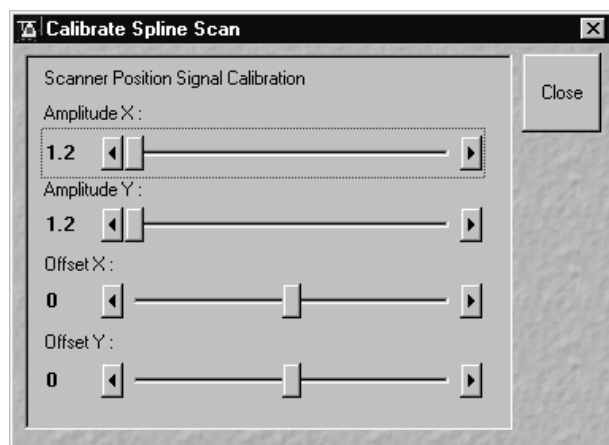 Calibrate Spline Scan
Scanner Position Signal Calibration
Close
Amplitude X :
1.2
Amplitude Y :
1.2
Offset X :
0
Offset Y :
0